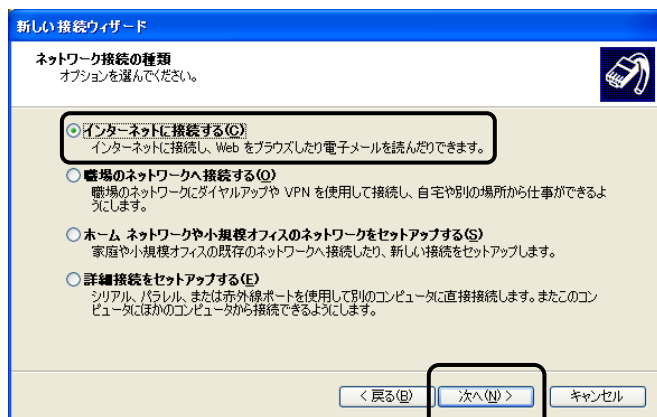 新しい接続ウィザード
ネットワーク接続の種類
オプションを選んでください。
インターネットに接続する(C)
インターネットに接続し、Web をブラウズしたり電子メールを読んだりできます。
職場のネットワークへ接続する(O)
職場のネットワークにダイヤルアップや VPN を使用して接続し、自宅や別の場所から仕事ができるよ
うにします。
ホーム ネットワークや小規模オフィスのネットワークをセットアップする(S)
家庭や小規模オフィスの既存のネットワークへ接続したり、新しい接続をセットアップします。
詳細接続をセットアップする(E)
シリアル、パラレル、または赤外線ポートを使用して別のコンピュータに直接接続します。またこのコン
ピュータにほかのコンピュータから接続できるようにします。
< 戻る(B)
次へ(N) >
キャンセル